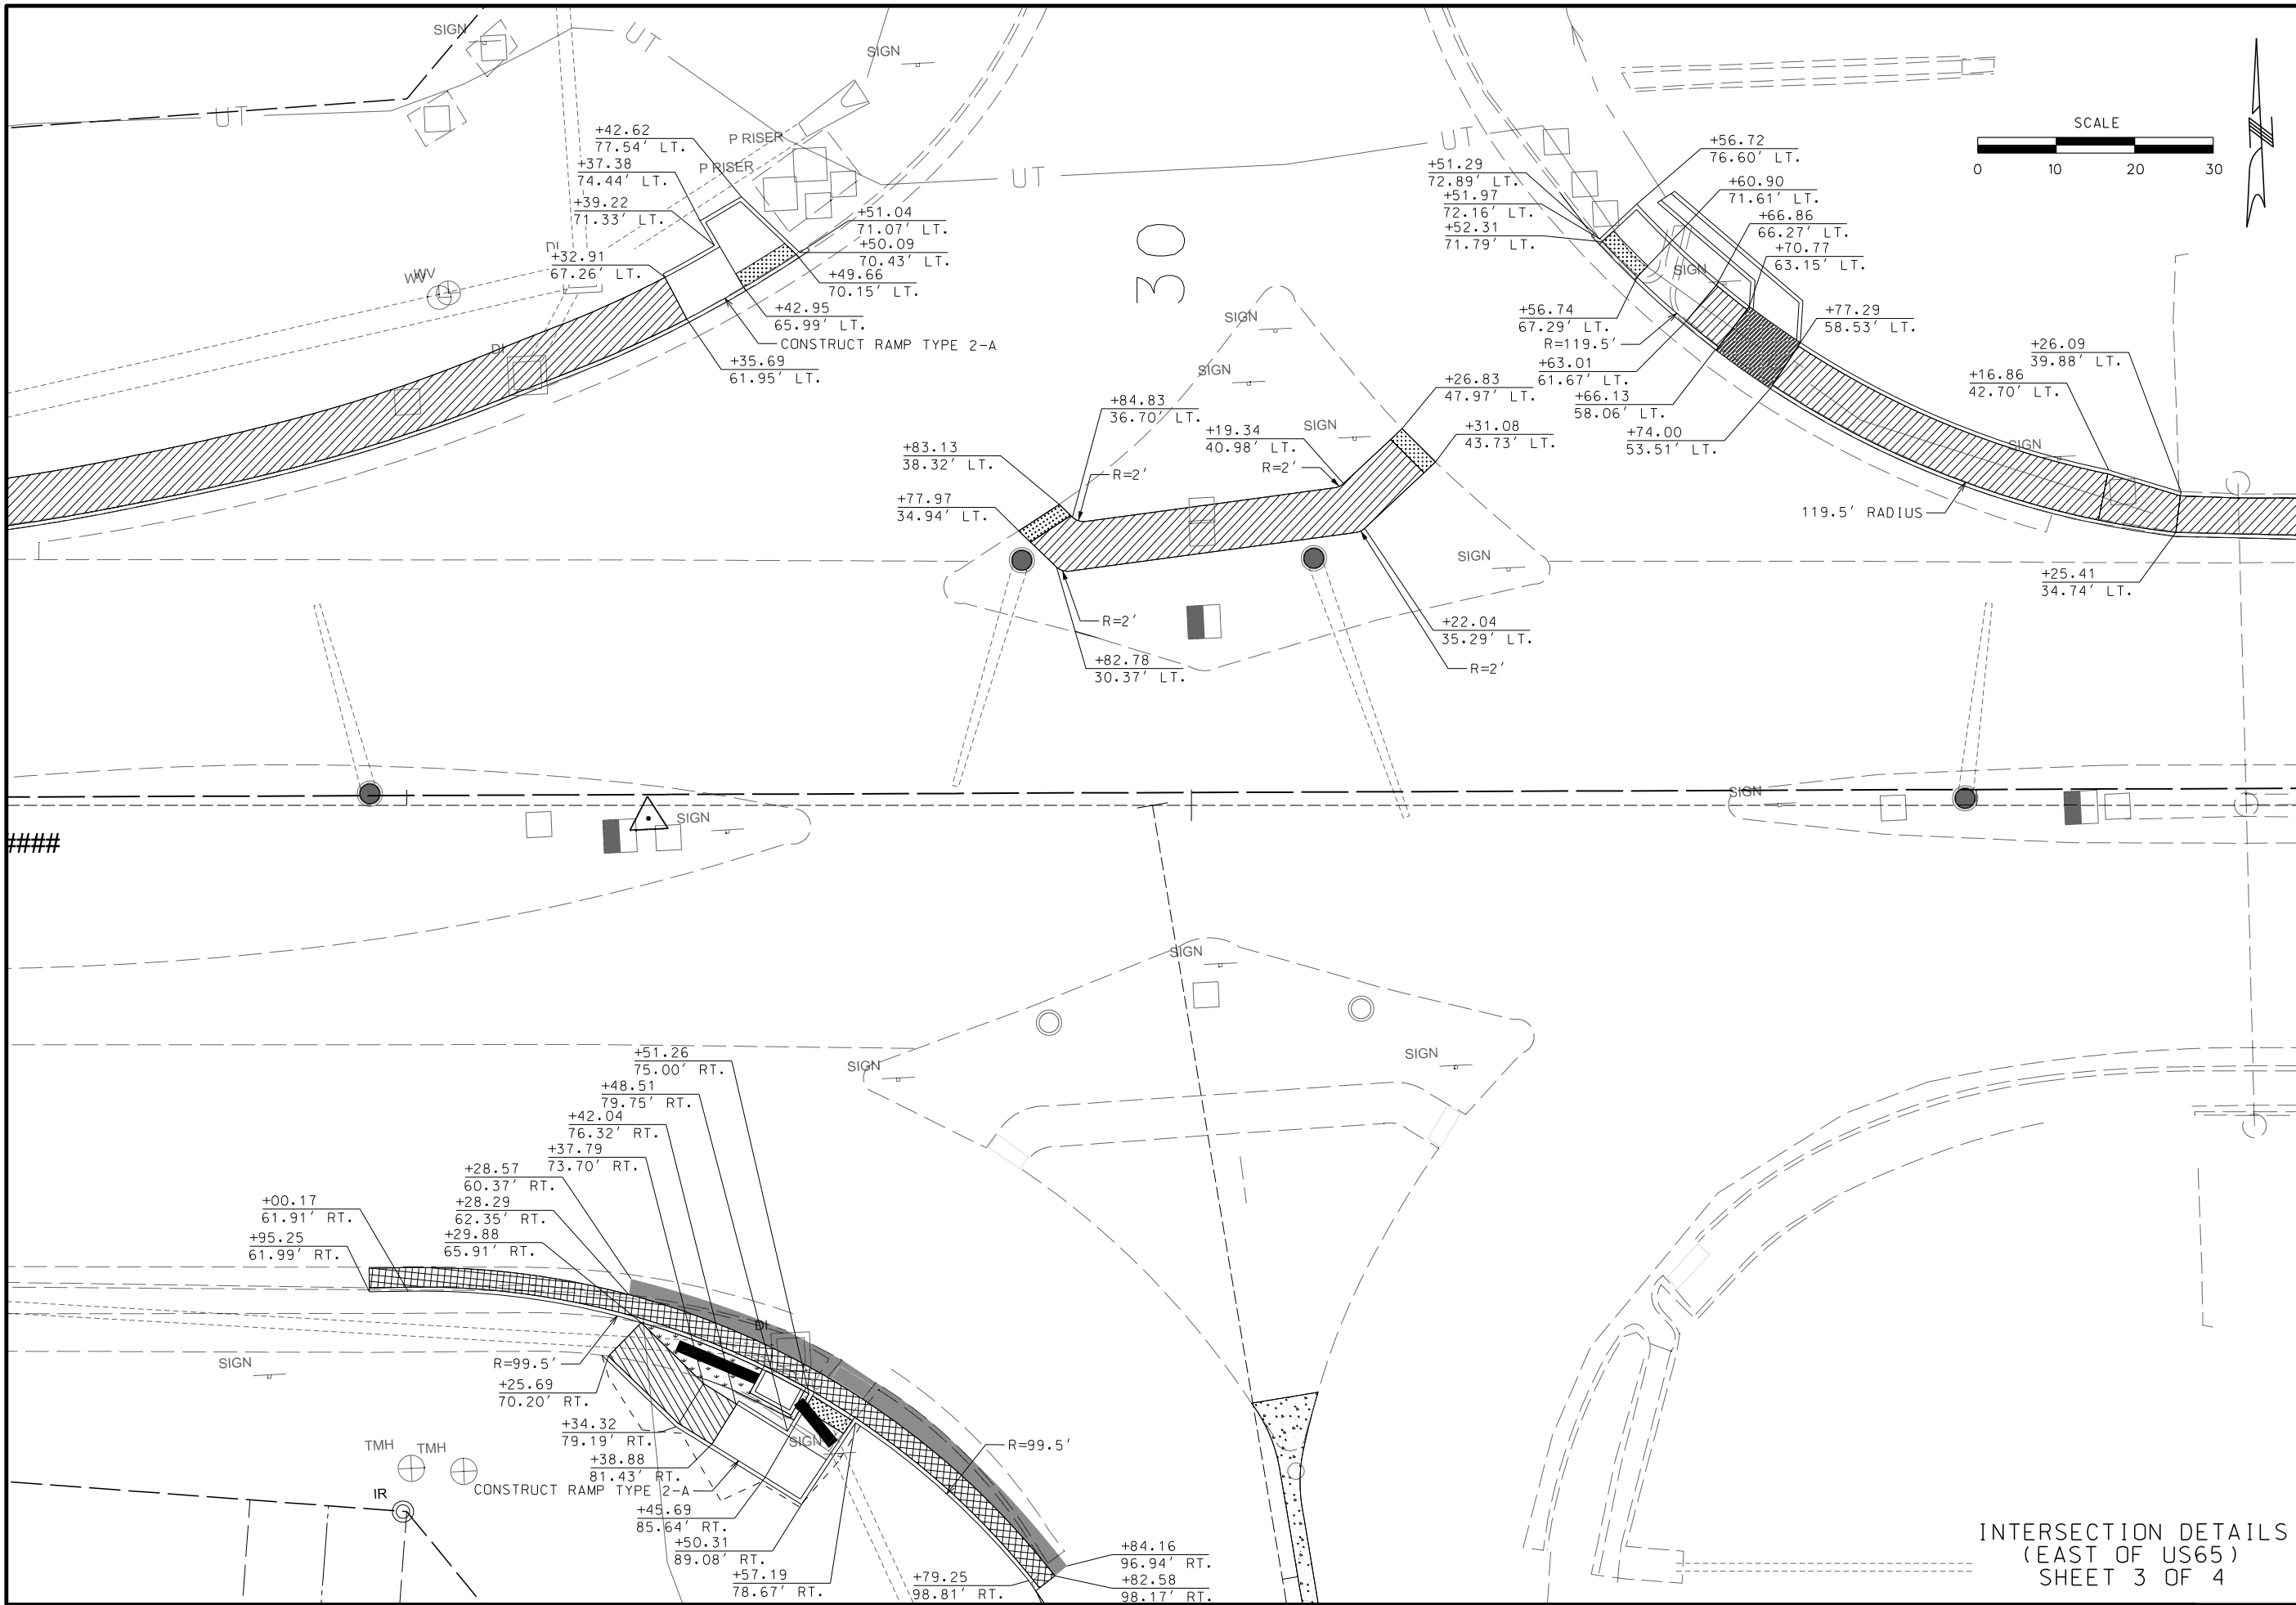 SIGN
UT
SIGN
UT
+42.62
77.54' LT.
+37.38
74.44' LT.
+39.22
71.33' LT.
P RISER
P RISER
DI
+32.91
67.26' LT.
WV
WV
+51.04
71.07' LT.
+50.09
70.43' LT.
+49.66
70.15' LT.
+42.95
65.99' LT.
CONSTRUCT RAMP TYPE 2-A
+35.69
61.95' LT.
DI
UT
30
UT
+56.72
76.60' LT.
+51.29
72.89' LT.
+51.97
72.16' LT.
+52.31
71.79' LT.
+60.90
71.61' LT.
+66.86
66.27' LT.
+70.77
63.15' LT.
SIGN
+56.74
67.29' LT.
R=119.5'
+63.01
61.67' LT.
+66.13
58.06' LT.
+74.00
53.51' LT.
+77.29
58.53' LT.
SCALE
0 10 20 30
N
+26.09
39.88' LT.
+16.86
42.70' LT.
SIGN
119.5' RADIUS
+25.41
34.74' LT.
SIGN
SIGN
SIGN
+84.83
36.70' LT.
+83.13
38.32' LT.
R=2'
+77.97
34.94' LT.
+19.34
40.98' LT.
R=2'
+26.83
47.97' LT.
+31.08
43.73' LT.
SIGN
R=2'
+82.78
30.37' LT.
+22.04
35.29' LT.
R=2'
SIGN
SIGN
####
SIGN
SIGN
SIGN
+51.26
75.00' RT.
+48.51
79.75' RT.
+42.04
76.32' RT.
+37.79
73.70' RT.
+28.57
60.37' RT.
+28.29
62.35' RT.
+29.88
65.91' RT.
+00.17
61.91' RT.
+95.25
61.99' RT.
DI
SIGN
R=99.5'
+25.69
70.20' RT.
+34.32
79.19' RT.
+38.88
81.43' RT.
CONSTRUCT RAMP TYPE 2-A
+45.69
85.64' RT.
+50.31
89.08' RT.
+57.19
78.67' RT.
SIGN
R=99.5'
TMH
TMH
IR
+79.25
98.81' RT.
+84.16
96.94' RT.
+82.58
98.17' RT.
INTERSECTION DETAILS
(EAST OF US65)
SHEET 3 OF 4